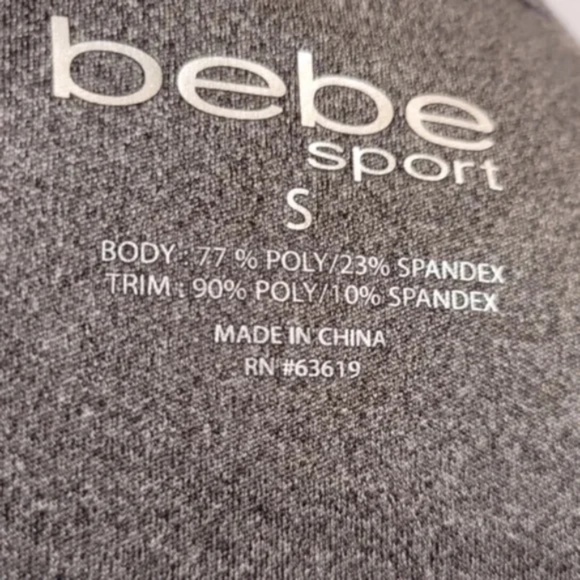 bebe
sport
S
BODY : 77 % POLY/23% SPANDEX
TRIM : 90% POLY/10% SPANDEX
MADE IN CHINA
RN #63619